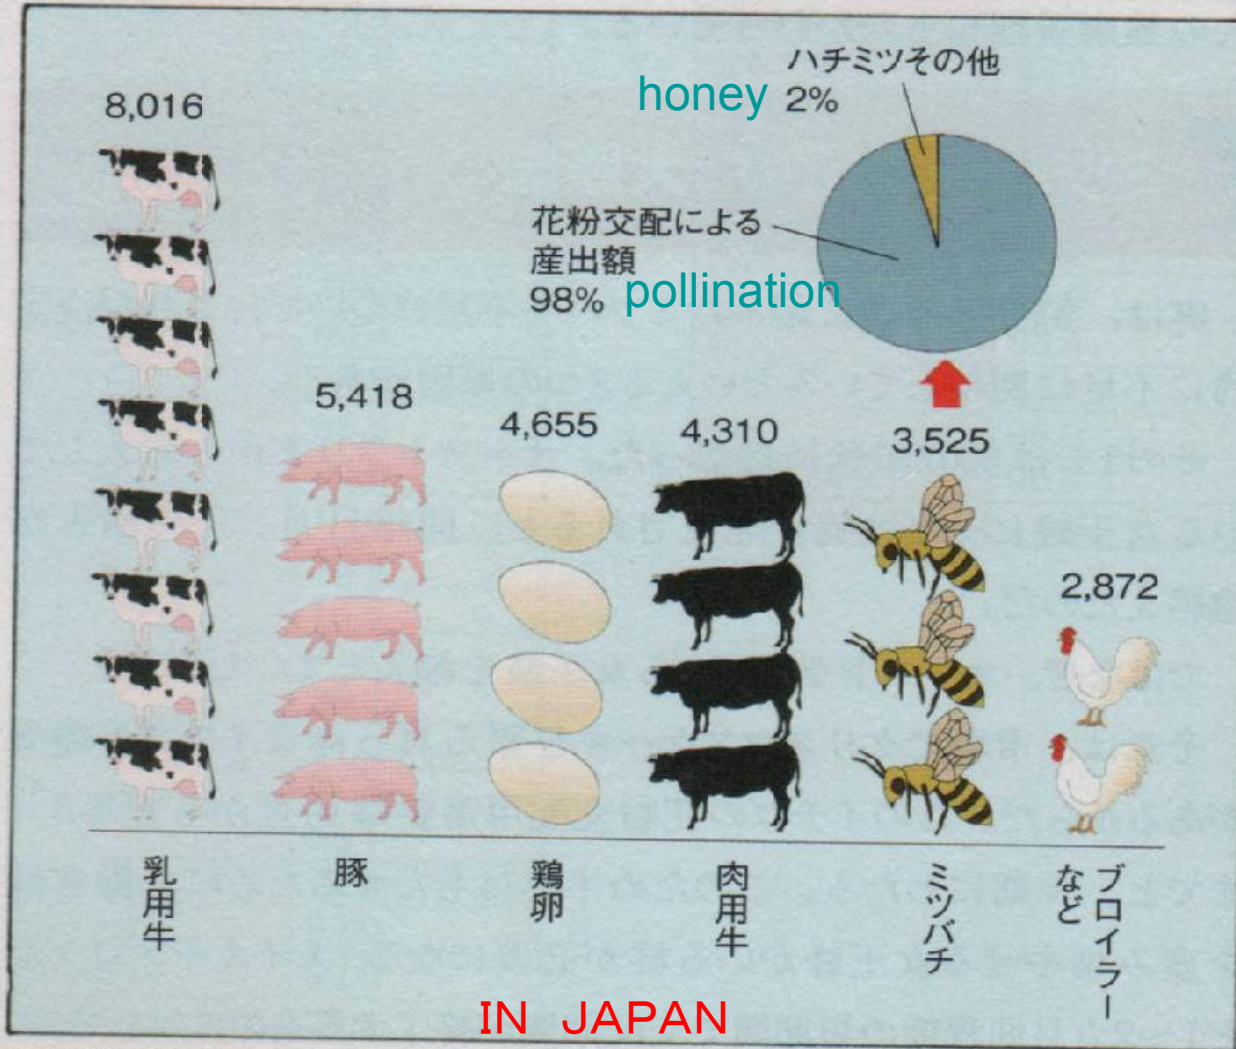 ハチミツその他
honey 2%
花粉交配による
産出額
98% pollination
8,016
5,418
4,655
4,310
3,525
2,872
乳用牛
豚
鶏卵
肉用牛
ミツバチ
ブロイラー
など
IN JAPAN